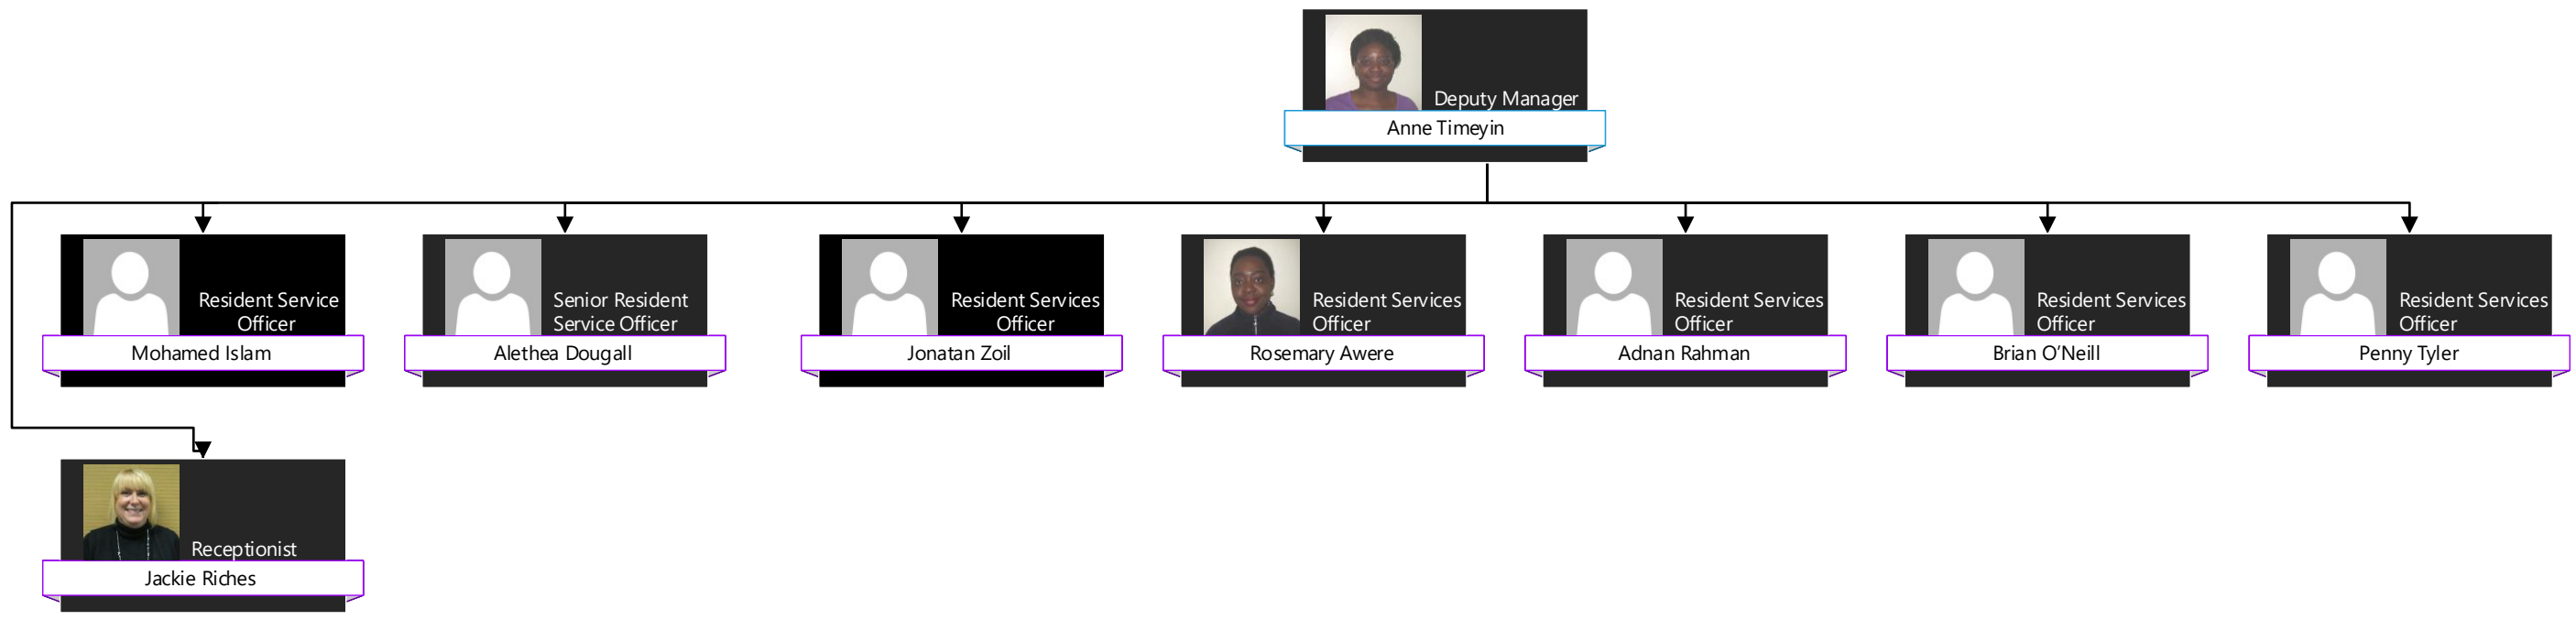 Deputy Manager
Anne Timeyin
Resident Service
Officer
Mohamed Islam
Senior Resident
Service Officer
Alethea Dougall
Resident Services
Officer
Jonatan Zoil
Resident Services
Officer
Rosemary Awere
Resident Services
Officer
Adnan Rahman
Resident Services
Officer
Brian O’Neill
Resident Services
Officer
Penny Tyler
Receptionist
Jackie Riches